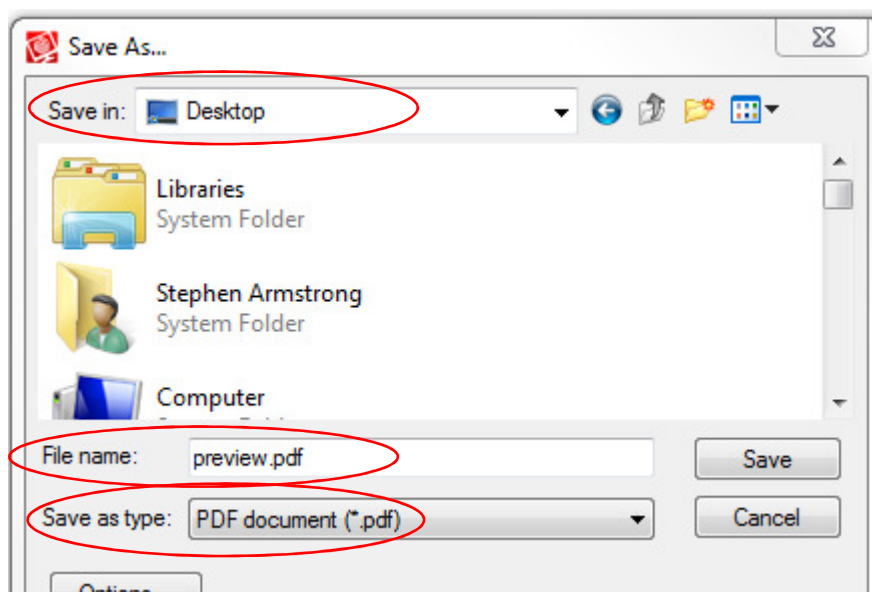 Save As...
Save in: Desktop
Libraries
System Folder
Stephen Armstrong
System Folder
Computer
File name: preview.pdf Save
Save as type: PDF document (*.pdf) Cancel